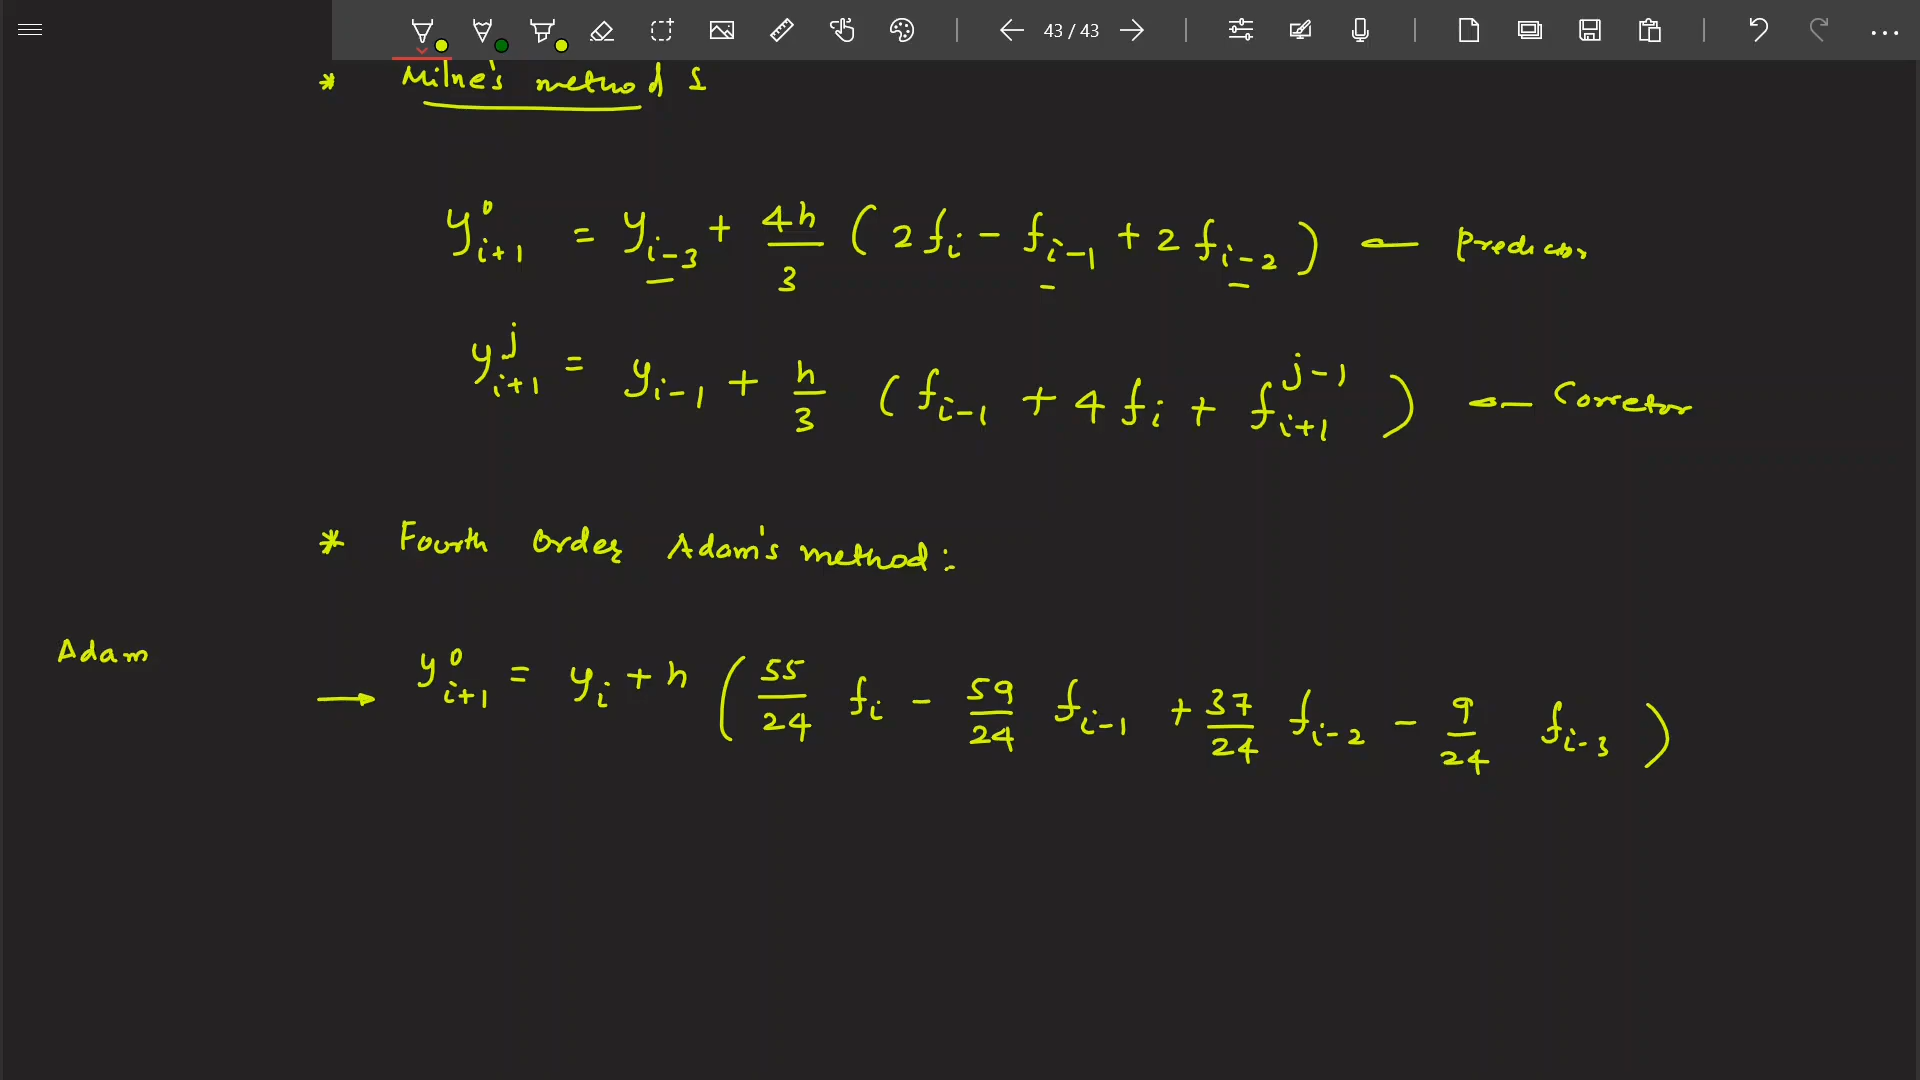 43 / 43
* Milne's method :
y⁰ᵢ₊₁ = yᵢ₋₃ + 4h/3 ( 2fᵢ - fᵢ₋₁ + 2fᵢ₋₂ ) ← Predictor
yʲᵢ₊₁ = yᵢ₋₁ + h/3 ( fᵢ₋₁ + 4fᵢ + fʲ⁻¹ᵢ₊₁ ) ← Corretor
* Fourth Order Adam's method :-
Adam
→ y⁰ᵢ₊₁ = yᵢ + h ( 55/24 fᵢ - 59/24 fᵢ₋₁ + 37/24 fᵢ₋₂ - 9/24 fᵢ₋₃ )